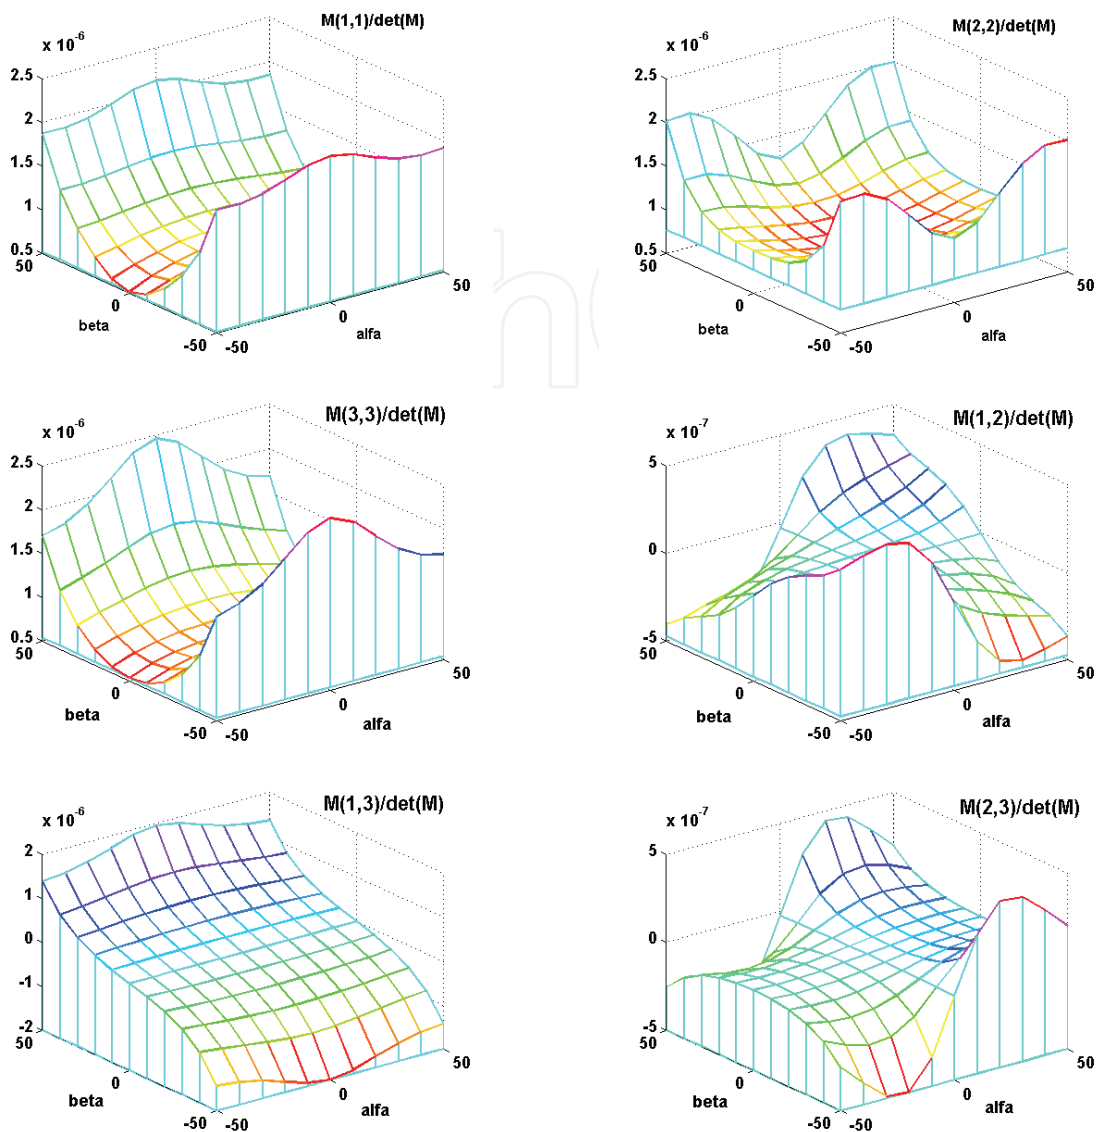 M(1,1)/det(M)
x 10-6
2.5
2
1.5
1
0.5
50
0
-50
beta
-50
0
50
alfa
M(2,2)/det(M)
x 10-6
2.5
2
1.5
1
0.5
50
0
-50
beta
-50
0
50
alfa
M(3,3)/det(M)
x 10-6
2.5
2
1.5
1
0.5
50
0
-50
beta
-50
0
50
alfa
M(1,2)/det(M)
x 10-7
5
0
-5
50
0
-50
beta
-50
0
50
alfa
M(1,3)/det(M)
x 10-6
2
1
0
-1
-2
50
0
-50
beta
-50
0
50
alfa
M(2,3)/det(M)
x 10-7
5
0
-5
50
0
-50
beta
-50
0
50
alfa